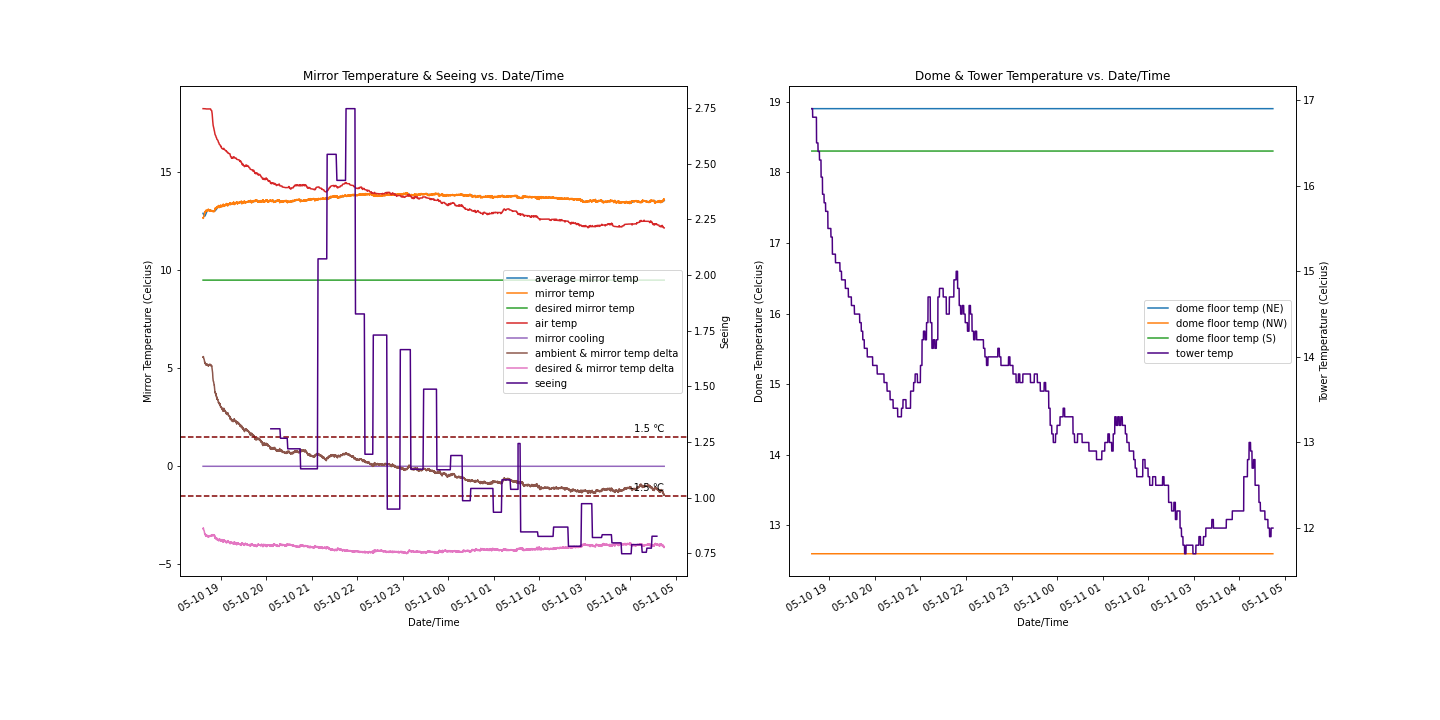 Mirror Temperature & Seeing vs. Date/Time
Mirror Temperature (Celcius)
15
10
5
0
−5
2.75
2.50
2.25
2.00
1.75
1.50
1.25
1.00
0.75
Seeing
average mirror temp
mirror temp
desired mirror temp
air temp
mirror cooling
ambient & mirror temp delta
desired & mirror temp delta
seeing
1.5 °C
-1.5 °C
05-10 19
05-10 20
05-10 21
05-10 22
05-10 23
05-11 00
05-11 01
05-11 02
05-11 03
05-11 04
05-11 05
Date/Time
Dome & Tower Temperature vs. Date/Time
Dome Temperature (Celcius)
19
18
17
16
15
14
13
17
16
15
14
13
12
Tower Temperature (Celcius)
dome floor temp (NE)
dome floor temp (NW)
dome floor temp (S)
tower temp
05-10 19
05-10 20
05-10 21
05-10 22
05-10 23
05-11 00
05-11 01
05-11 02
05-11 03
05-11 04
05-11 05
Date/Time